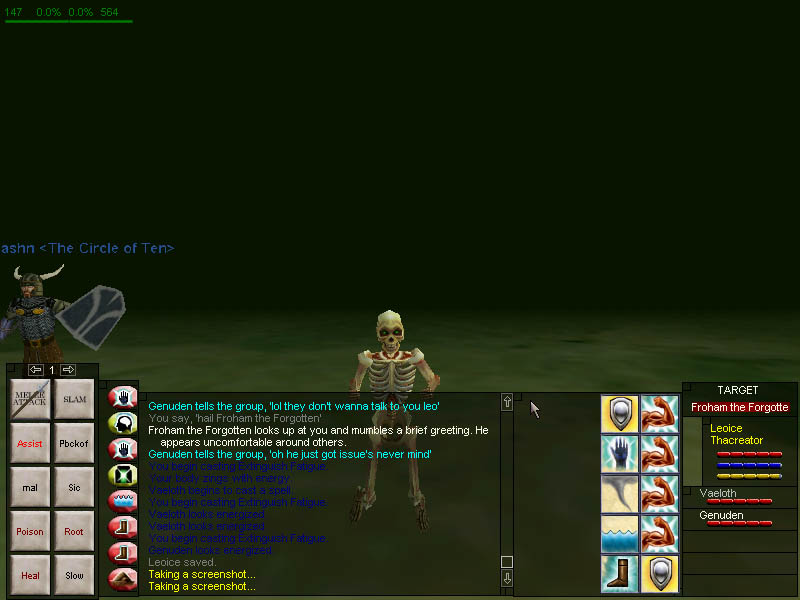 147 0.0% 0.0% 564
ashn <The Circle of Ten>
1
MELEE ATTACK
SLAM
Assist
Pbckof
mal
Sic
Poison
Root
Heal
Slow
Genuden tells the group, 'lol they don't wanna talk to you leo'
You say, 'hail Froham the Forgotten'
Froham the Forgotten looks up at you and mumbles a brief greeting. He
appears uncomfortable around others.
Genuden tells the group, 'oh he just got issue's never mind'
You begin casting Extinguish Fatigue.
Your body zings with energy.
Vaeloth begins to cast a spell.
You begin casting Extinguish Fatigue.
Vaeloth looks energized.
Vaeloth looks energized.
You begin casting Extinguish Fatigue.
Genuden looks energized.
Leoice saved.
Taking a screenshot...
Taking a screenshot...
TARGET
Froham the Forgotte
Leoice
Thacreator
Vaeloth
Genuden